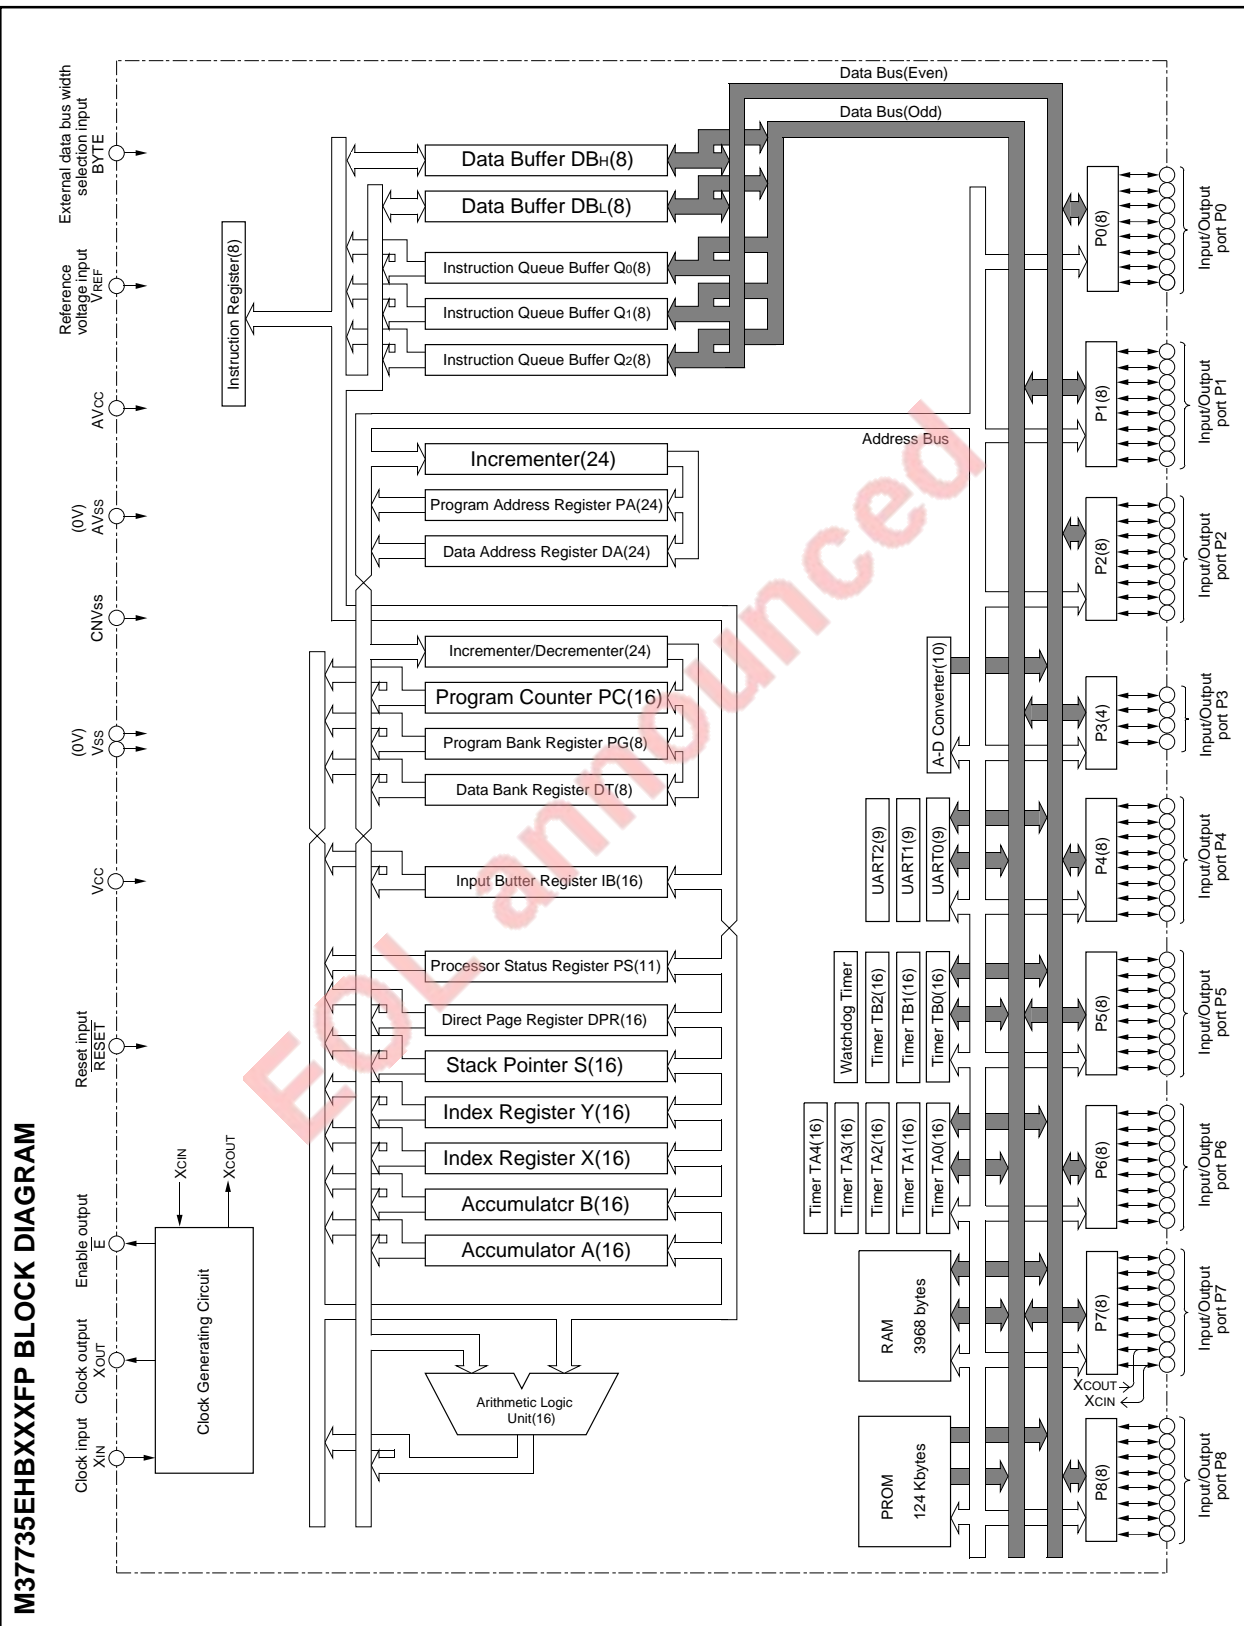 M37735EHBXXXFP BLOCK DIAGRAM
Clock input
XIN
Clock output
XOUT
Enable output
E
Reset input
RESET
VCC
(0V)
VSS
CNVss
(0V)
AVSS
AVCC
Reference
voltage input
VREF
External data bus width
selection input
BYTE
Clock Generating Circuit
XCIN
XCOUT
Instruction Register(8)
Data Buffer DBH(8)
Data Buffer DBL(8)
Instruction Queue Buffer Q0(8)
Instruction Queue Buffer Q1(8)
Instruction Queue Buffer Q2(8)
Incrementer(24)
Program Address Register PA(24)
Data Address Register DA(24)
Incrementer/Decrementer(24)
Program Counter PC(16)
Program Bank Register PG(8)
Data Bank Register DT(8)
Input Butter Register IB(16)
Processor Status Register PS(11)
Direct Page Register DPR(16)
Stack Pointer S(16)
Index Register Y(16)
Index Register X(16)
Accumulatcr B(16)
Accumulator A(16)
Arithmetic Logic
Unit(16)
Data Bus(Even)
Data Bus(Odd)
Address Bus
A-D Converter(10)
UART2(9)
UART1(9)
UART0(9)
Watchdog Timer
Timer TB2(16)
Timer TB1(16)
Timer TB0(16)
Timer TA4(16)
Timer TA3(16)
Timer TA2(16)
Timer TA1(16)
Timer TA0(16)
RAM
3968 bytes
PROM
124 Kbytes
P0(8)
P1(8)
P2(8)
P3(4)
P4(8)
P5(8)
P6(8)
P7(8)
P8(8)
XCOUT
XCIN
Input/Output
port P0
Input/Output
port P1
Input/Output
port P2
Input/Output
port P3
Input/Output
port P4
Input/Output
port P5
Input/Output
port P6
Input/Output
port P7
Input/Output
port P8
EOL announced